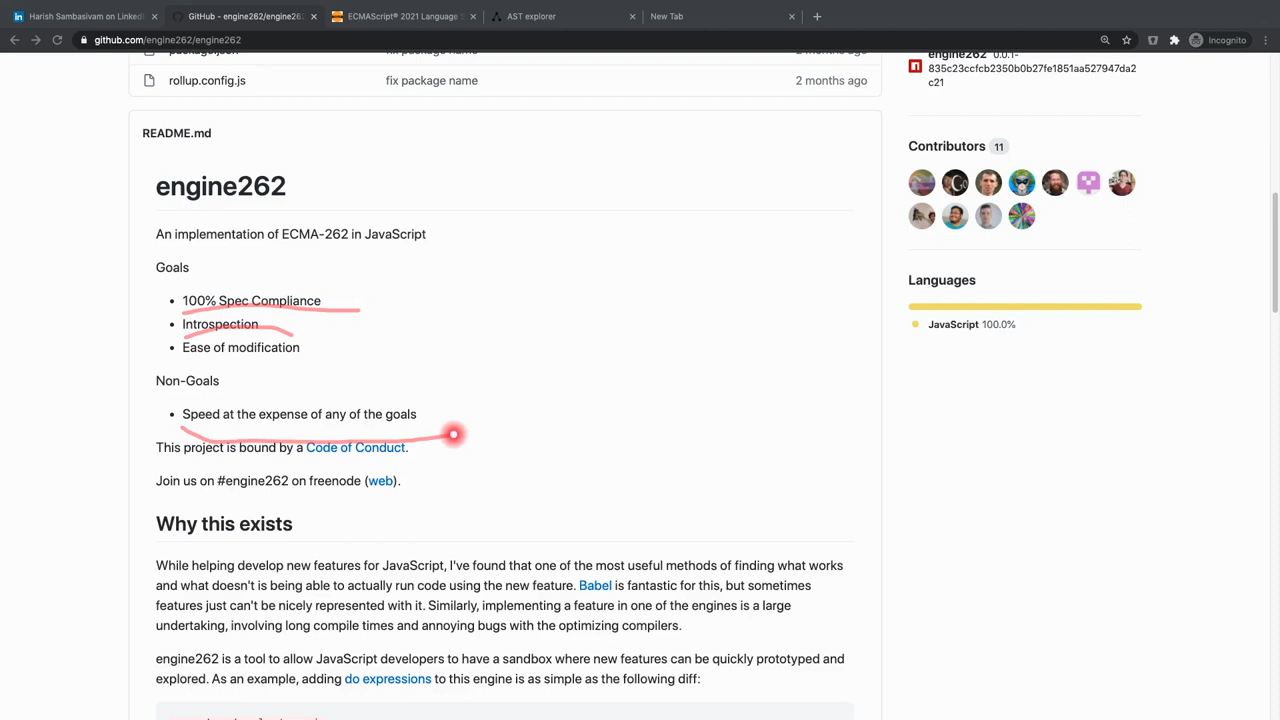 Harish Sambasivam on LinkedI
GitHub - engine262/engine262
ECMAScript® 2021 Language S
AST explorer
New Tab
github.com/engine262/engine262
Incognito
2 months ago
rollup.config.js
fix package name
2 months ago
engine262 0.0.1-
835c23ccfcb2350b0b27fe1851aa527947da2
c21
README.md
Contributors 11
engine262
An implementation of ECMA-262 in JavaScript
Goals
Languages
100% Spec Compliance
JavaScript 100.0%
Introspection
Ease of modification
Non-Goals
Speed at the expense of any of the goals
This project is bound by a Code of Conduct.
Join us on #engine262 on freenode (web).
Why this exists
While helping develop new features for JavaScript, I've found that one of the most useful methods of finding what works
and what doesn't is being able to actually run code using the new feature. Babel is fantastic for this, but sometimes
features just can't be nicely represented with it. Similarly, implementing a feature in one of the engines is a large
undertaking, involving long compile times and annoying bugs with the optimizing compilers.
engine262 is a tool to allow JavaScript developers to have a sandbox where new features can be quickly prototyped and
explored. As an example, adding do expressions to this engine is as simple as the following diff: